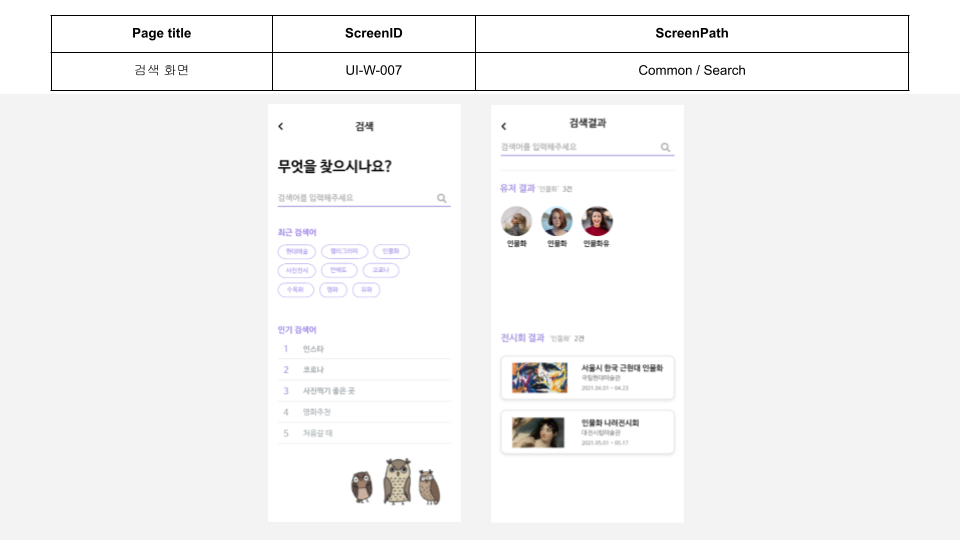 Page title ScreenID ScreenPath
검색 화면 UI-W-007 Common / Search
검색
무엇을 찾으시나요?
검색어를 입력해주세요
최근 검색어
현대예술 캘리그라피 인물화
사진전시 코로나
수묵화 명화 유화
인기 검색어
1 인스타
2 코로나
3 사진찍기 좋은 곳
4 영화추천
5 처음갈 때
검색결과
검색어를 입력해주세요
유저 결과 '인물화' 3건
인물화 인물화 인물화유
전시회 결과 '인물화' 2건
서울시 한국 근현대 인물화
국립현대미술관
2021.04.01 ~ 04.23
인물화 나려전시회
대전시립미술관
2021.05.01 ~ 05.17